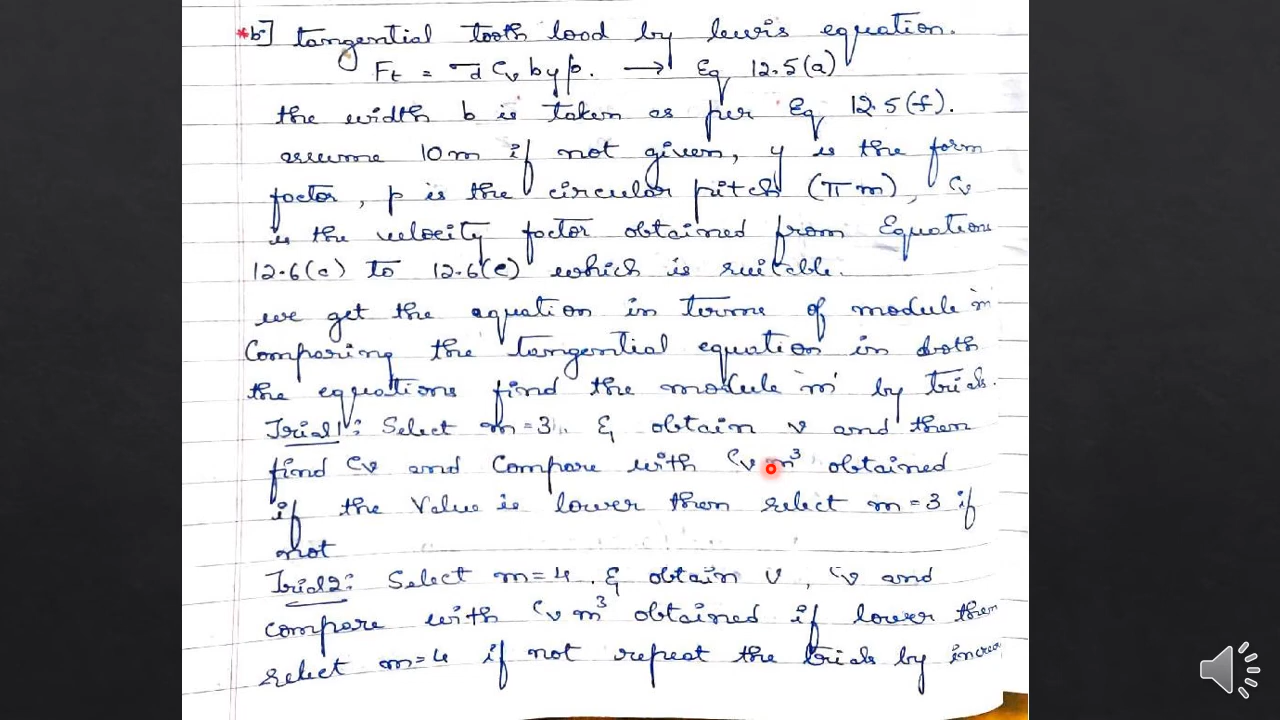 *b] tangential tooth load by lewis equation.
Ft = σd Cv b y p. → Eq 12.5(a)
the width b is taken as per Eq 12.5(f).
assume 10m if not given, y is the form
factor, p is the circular pitch (πm), Cv
is the velocity factor obtained from Equation
12.6(a) to 12.6(e) which is suitable.
we get the equation in terms of module 'm
Comparing the tangential equation in both
the equations find the module 'm' by trials.
Trial1: Select m=3.. & obtain v and then
find Cv and Compare with Cv m³ obtained
if the Value is lower then select m=3 if
not
Trial2: Select m=4. & obtain v, Cv and
compare with Cv m³ obtained if lower then
select m=4 if not repeat the trials by increa